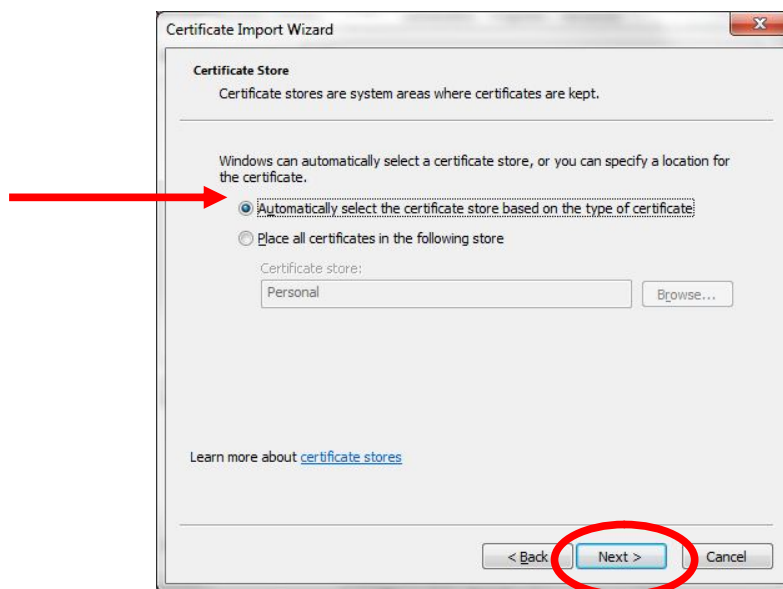 Certificate Import Wizard
Certificate Store
Certificate stores are system areas where certificates are kept.
Windows can automatically select a certificate store, or you can specify a location for
the certificate.
Automatically select the certificate store based on the type of certificate
Place all certificates in the following store
Certificate store:
Personal
Browse...
Learn more about certificate stores
< Back
Next >
Cancel